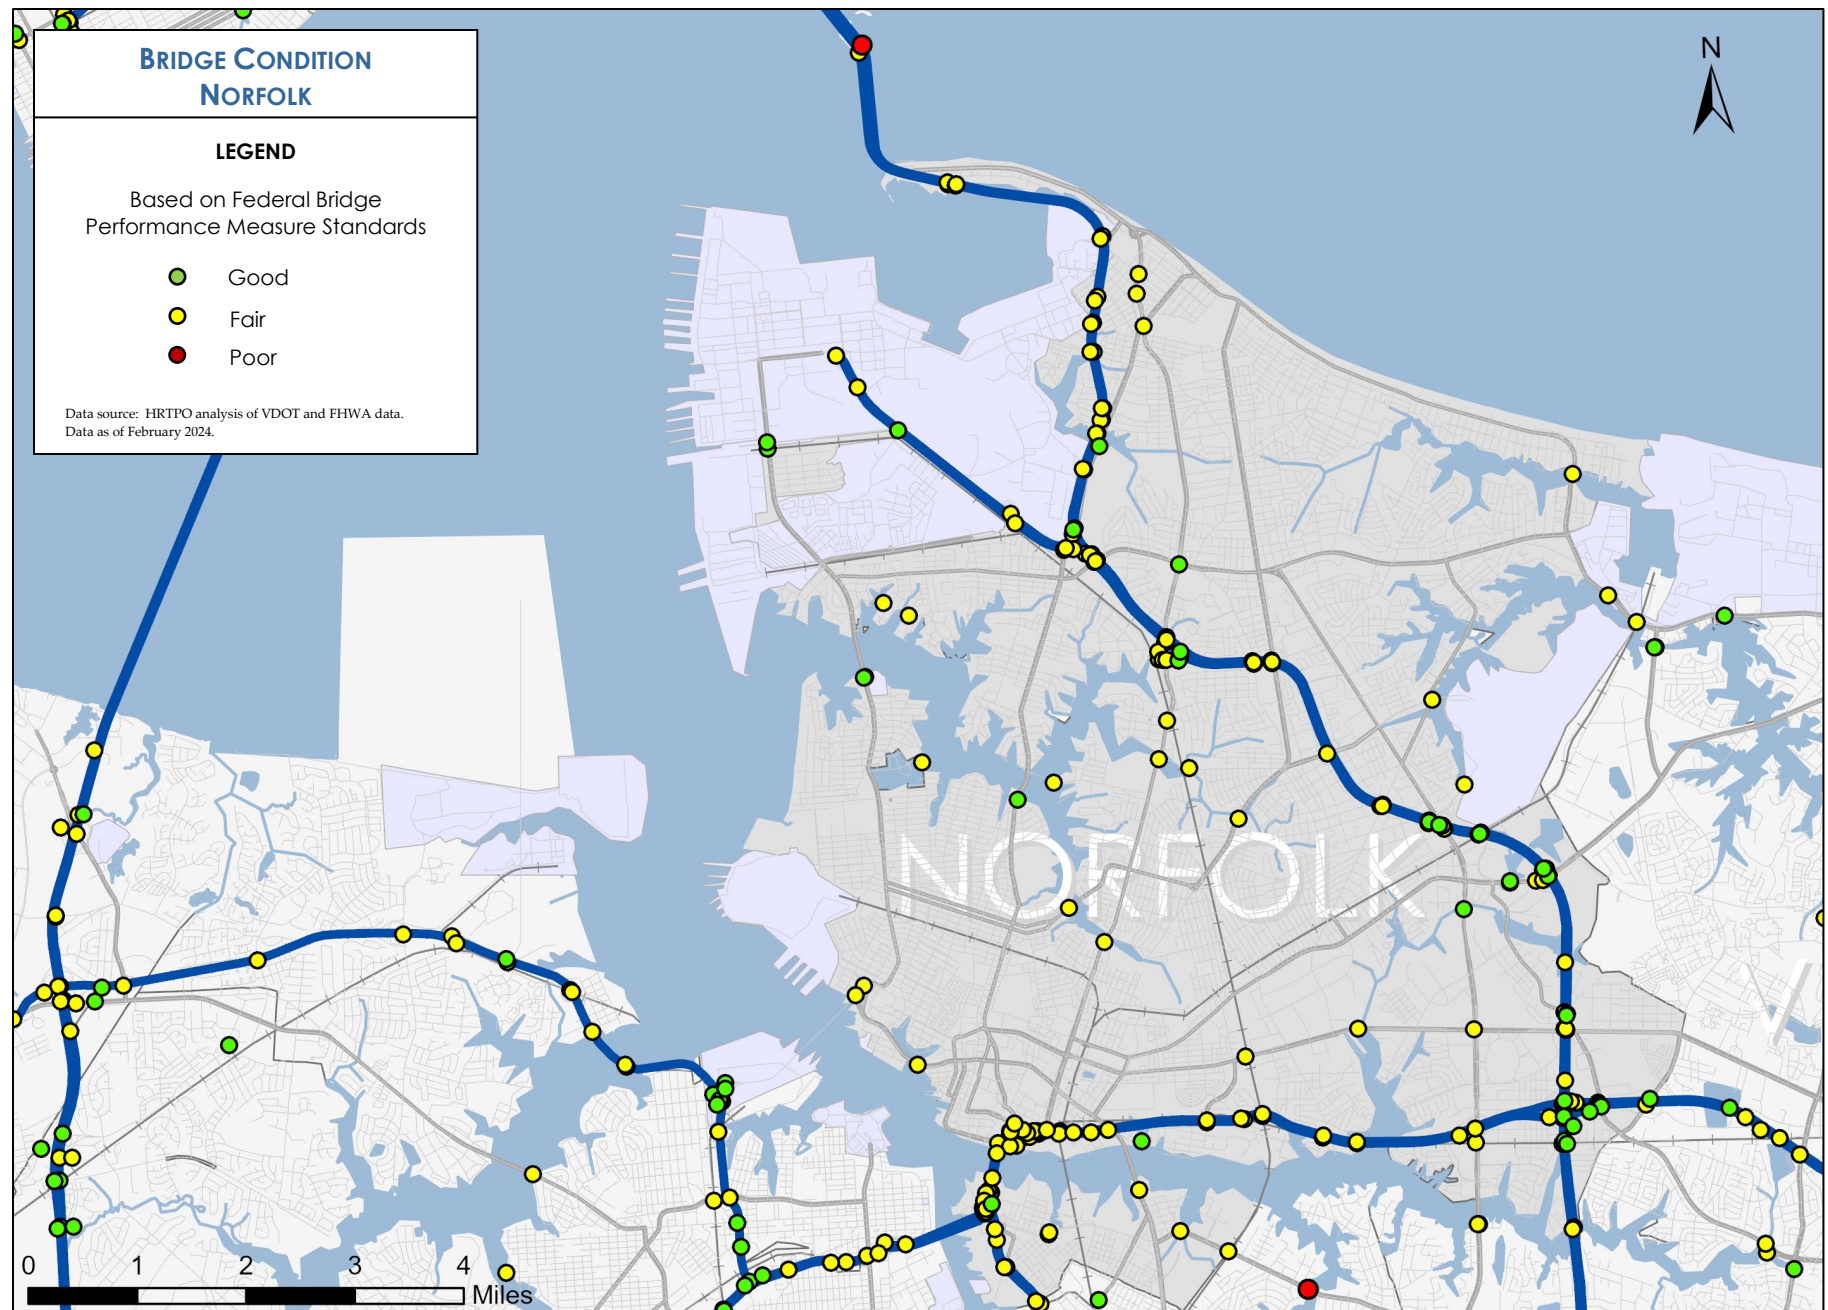 BRIDGE CONDITION
NORFOLK
LEGEND
Based on Federal Bridge
Performance Measure Standards
Good
Fair
Poor
Data source: HRTPO analysis of VDOT and FHWA data.
Data as of February 2024.
N
NORFOLK
V
0 1 2 3 4
Miles